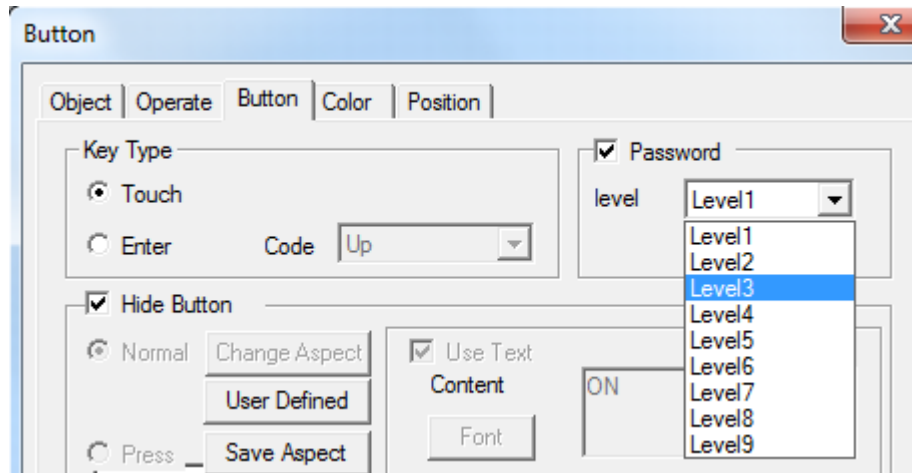 Button
Object Operate Button Color Position
Key Type
Touch
Enter Code Up
Password
level Level1
Level1
Level2
Level3
Level4
Level5
Level6
Level7
Level8
Level9
Hide Button
Normal Change Aspect
User Defined
Press Save Aspect
Use Text
Content ON
Font